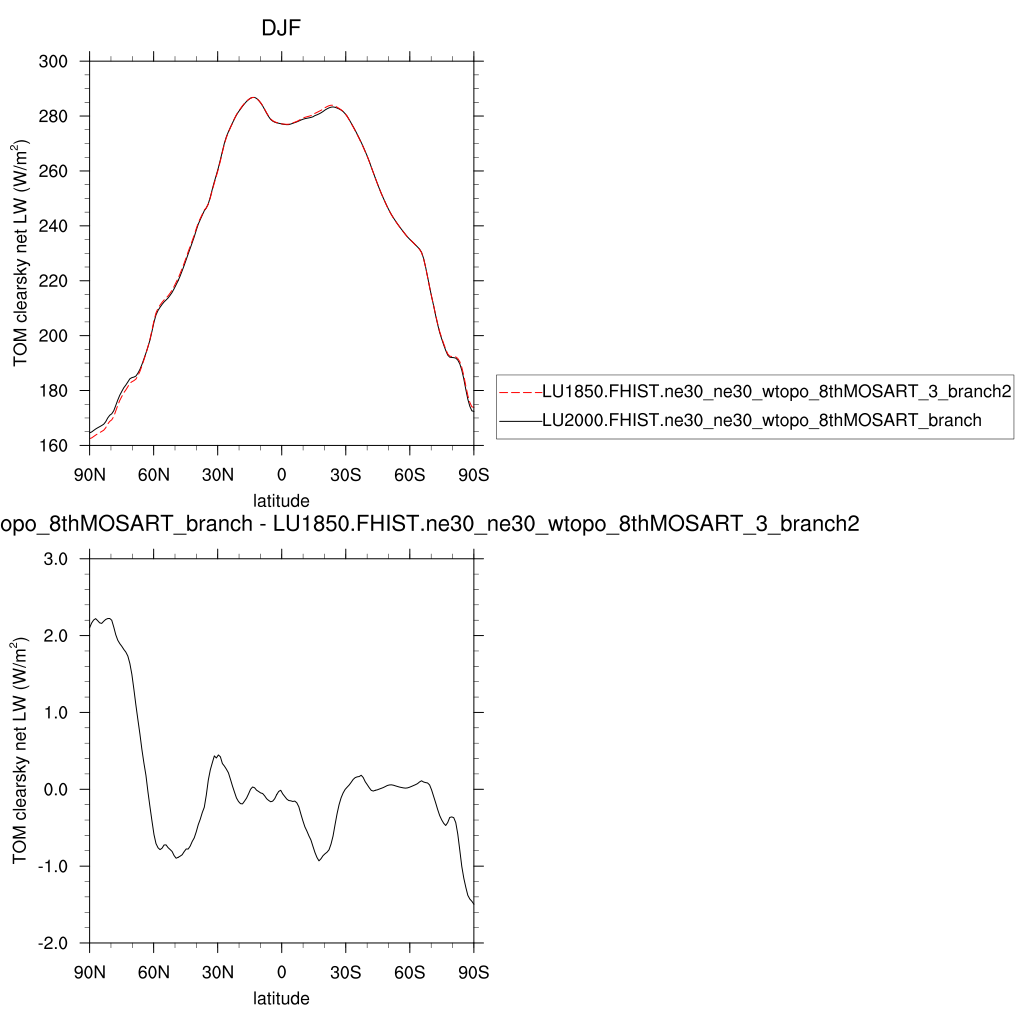 DJF
TOM clearsky net LW (W/m²)
300
280
260
240
220
200
180
160
90N 60N 30N 0 30S 60S 90S
latitude
LU1850.FHIST.ne30_ne30_wtopo_8thMOSART_3_branch2
LU2000.FHIST.ne30_ne30_wtopo_8thMOSART_branch
opo_8thMOSART_branch - LU1850.FHIST.ne30_ne30_wtopo_8thMOSART_3_branch2
TOM clearsky net LW (W/m²)
3.0
2.0
1.0
0.0
-1.0
-2.0
90N 60N 30N 0 30S 60S 90S
latitude